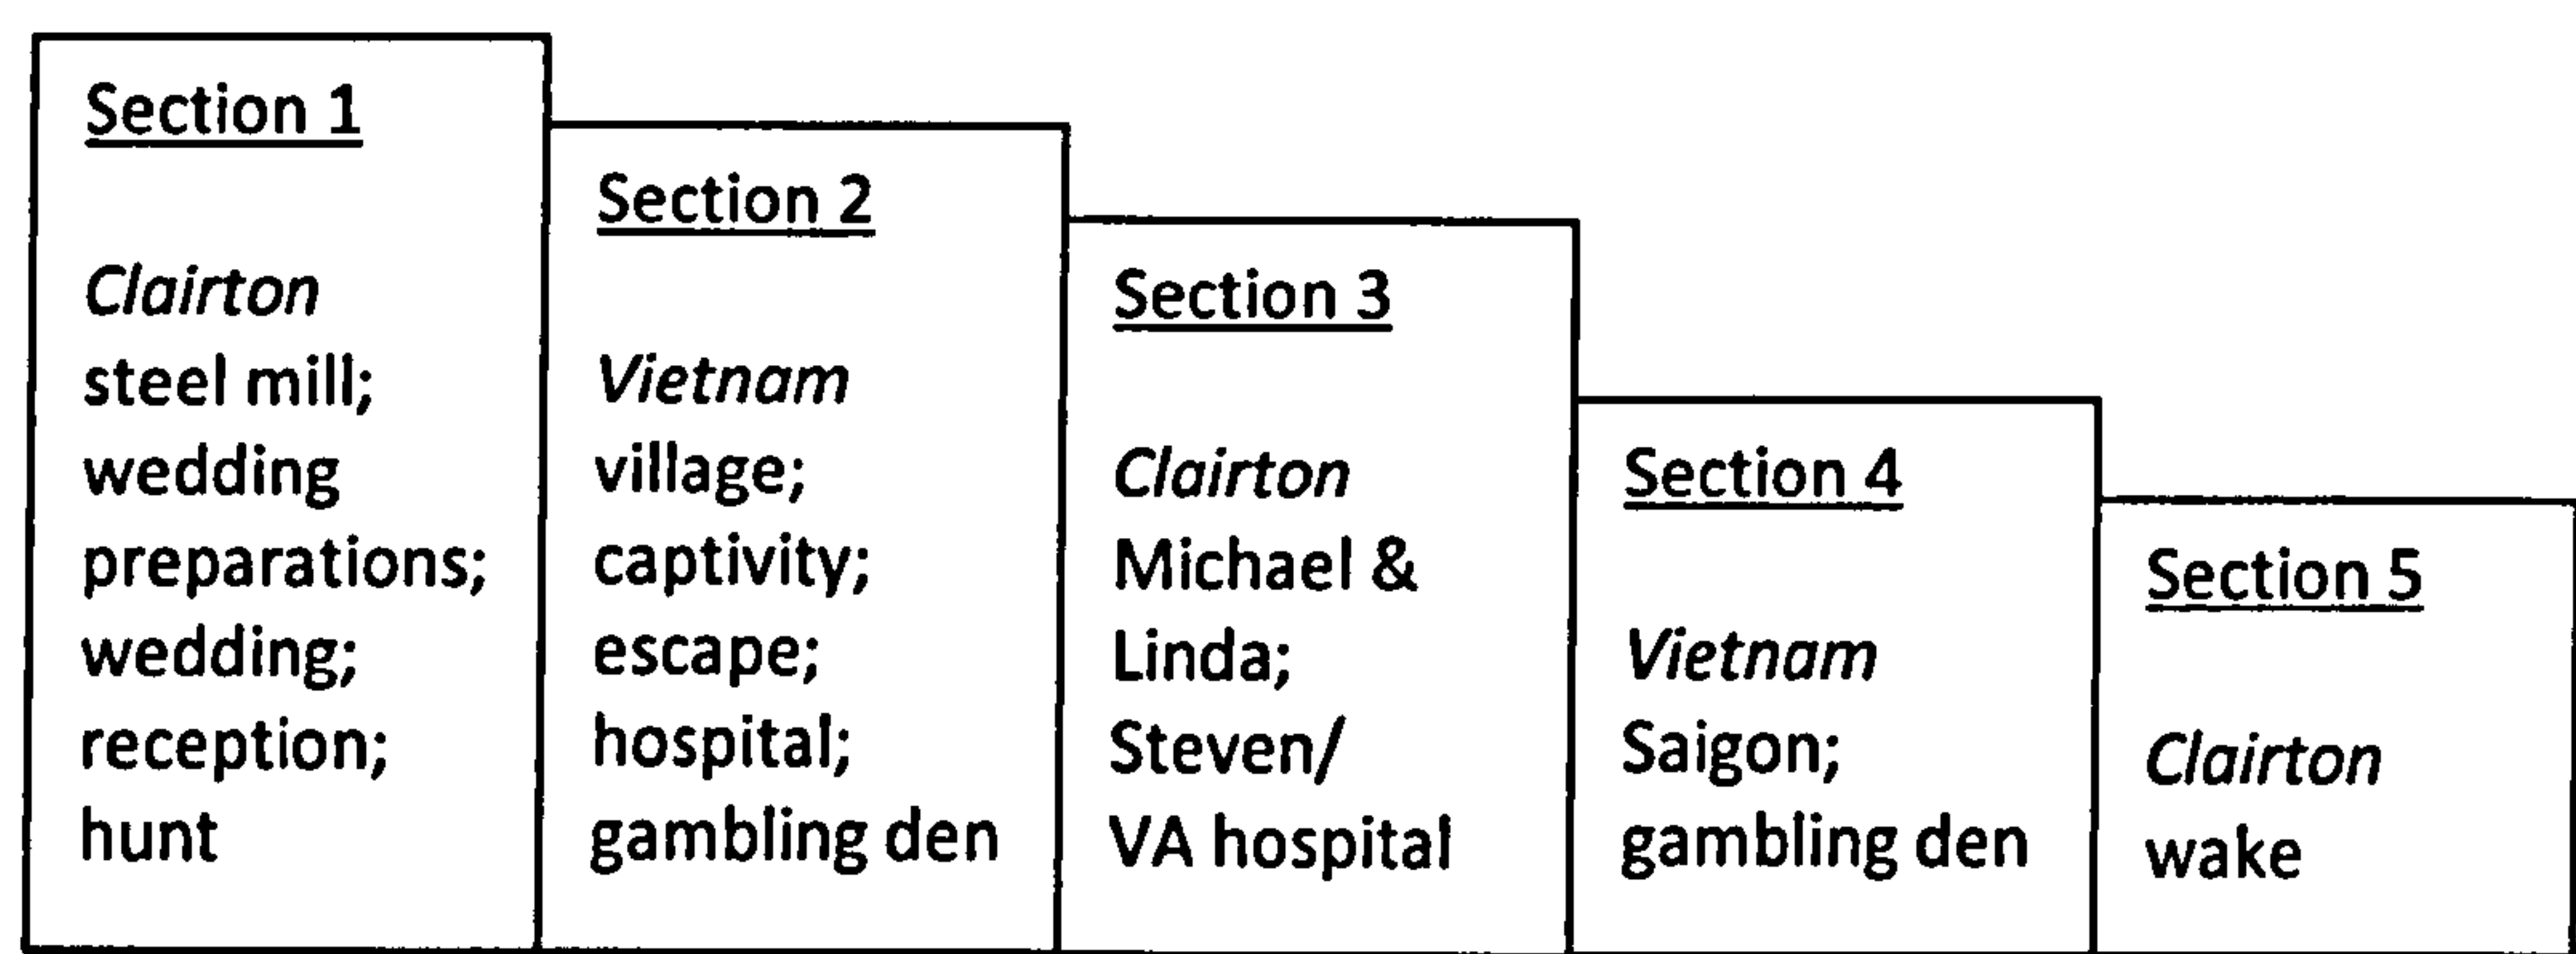 Section 1
Clairton
steel mill;
wedding
preparations;
wedding;
reception;
hunt
Section 2
Vietnam
village;
captivity;
escape;
hospital;
gambling den
Section 3
Clairton
Michael &
Linda;
Steven/
VA hospital
Section 4
Vietnam
Saigon;
gambling den
Section 5
Clairton
wake